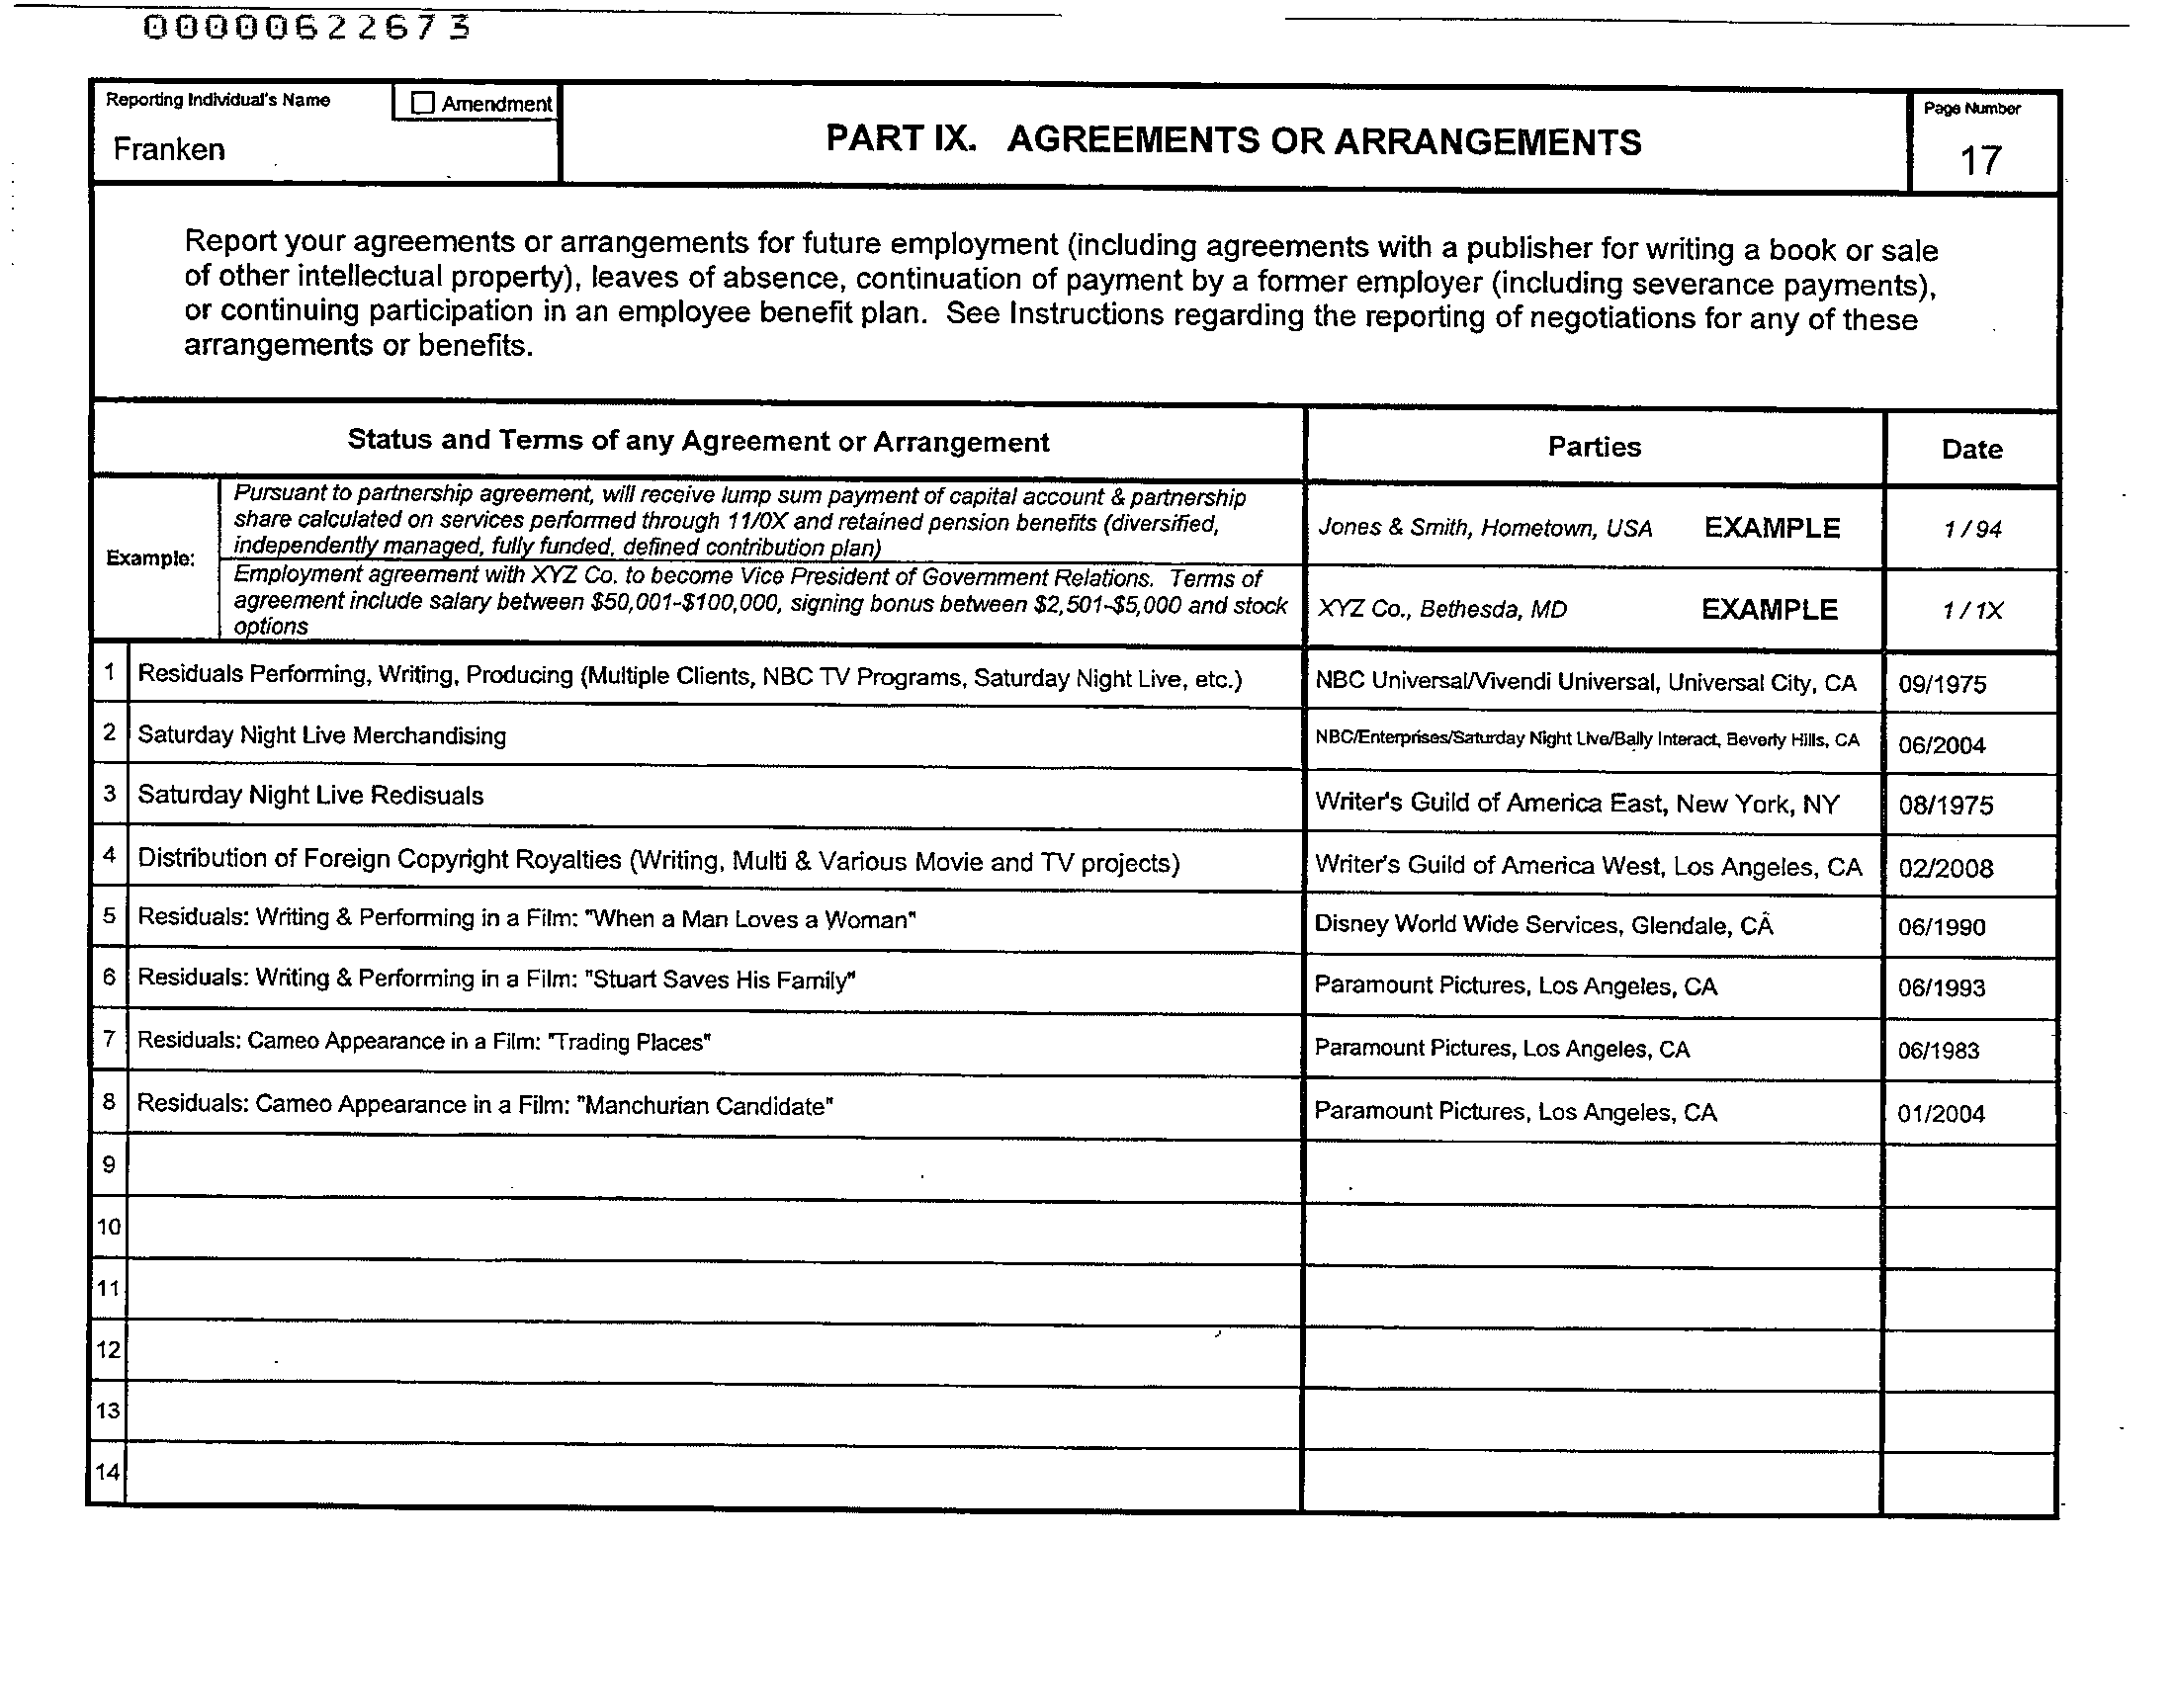 00000622673
Reporting Individual's Name
Amendment
Franken
PART IX. AGREEMENTS OR ARRANGEMENTS
Page Number
17
Report your agreements or arrangements for future employment (including agreements with a publisher for writing a book or sale
of other intellectual property), leaves of absence, continuation of payment by a former employer (including severance payments),
or continuing participation in an employee benefit plan. See Instructions regarding the reporting of negotiations for any of these
arrangements or benefits.
Status and Terms of any Agreement or Arrangement Parties Date
Example:
Pursuant to partnership agreement, will receive lump sum payment of capital account & partnership
share calculated on services performed through 11/0X and retained pension benefits (diversified,
independently managed, fully funded, defined contribution plan)
Jones & Smith, Hometown, USA EXAMPLE 1 / 94
Employment agreement with XYZ Co. to become Vice President of Government Relations. Terms of
agreement include salary between $50,001-$100,000, signing bonus between $2,501-$5,000 and stock
options
XYZ Co., Bethesda, MD EXAMPLE 1 / 1X
1 Residuals Performing, Writing, Producing (Multiple Clients, NBC TV Programs, Saturday Night Live, etc.) NBC Universal/Vivendi Universal, Universal City, CA 09/1975
2 Saturday Night Live Merchandising NBC/Enterprises/Saturday Night Live/Bally Interact, Beverly Hills, CA 06/2004
3 Saturday Night Live Redisuals Writer's Guild of America East, New York, NY 08/1975
4 Distribution of Foreign Copyright Royalties (Writing, Multi & Various Movie and TV projects) Writer's Guild of America West, Los Angeles, CA 02/2008
5 Residuals: Writing & Performing in a Film: "When a Man Loves a Woman" Disney World Wide Services, Glendale, CA 06/1990
6 Residuals: Writing & Performing in a Film: "Stuart Saves His Family" Paramount Pictures, Los Angeles, CA 06/1993
7 Residuals: Cameo Appearance in a Film: "Trading Places" Paramount Pictures, Los Angeles, CA 06/1983
8 Residuals: Cameo Appearance in a Film: "Manchurian Candidate" Paramount Pictures, Los Angeles, CA 01/2004
9
10
11
12
13
14